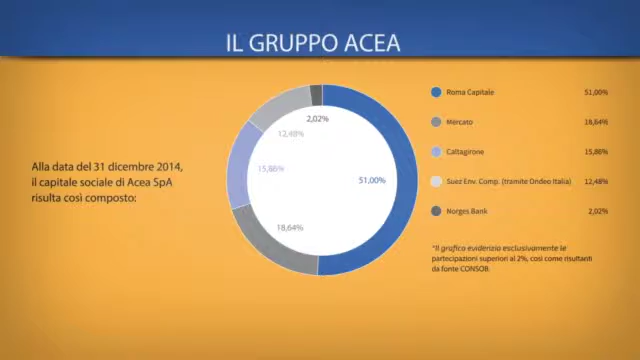 IL GRUPPO ACEA
Alla data del 31 dicembre 2014,
il capitale sociale di Acea SpA
risulta così composto:
2,02%
12,48%
15,86%
51,00%
18,64%
Roma Capitale 51,00%
Mercato 18,64%
Caltagirone 15,86%
Suez Env. Comp. (tramite Ondeo Italia) 12,48%
Norges Bank 2,02%
*Il grafico evidenzia esclusivamente le
partecipazioni superiori al 2%, così come risultanti
da fonte CONSOB.